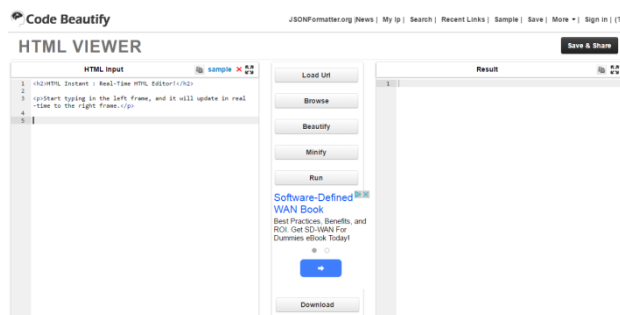 Code Beautify
JSONFormatter.org |News | My Ip | Search | Recent Links | Sample | Save | More | Sign in | (T
HTML VIEWER
Save & Share
HTML Input
sample
1 <h2>HTML Instant : Real-Time HTML Editor!</h2>
2
3 <p>Start typing in the left frame, and it will update in real
-time to the right frame.</p>
4
5
Load Url
Browse
Beautify
Minify
Run
Software-Defined
WAN Book
Best Practices, Benefits, and
ROI. Get SD-WAN For
Dummies eBook Today!
Download
Result
1